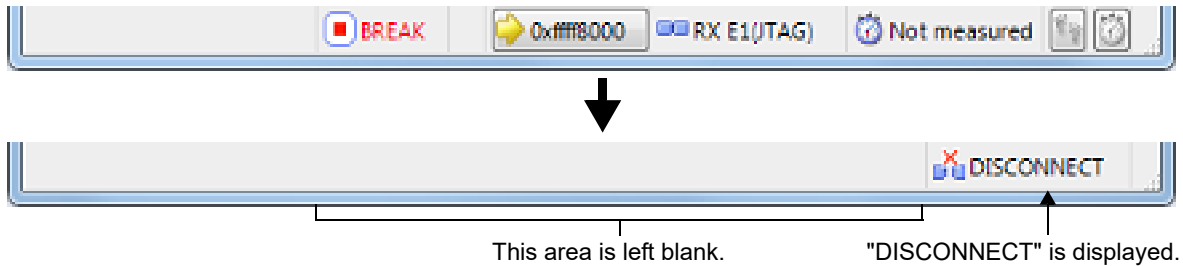 BREAK 0xffff8000 RX E1(JTAG) Not measured
DISCONNECT
This area is left blank. "DISCONNECT" is displayed.